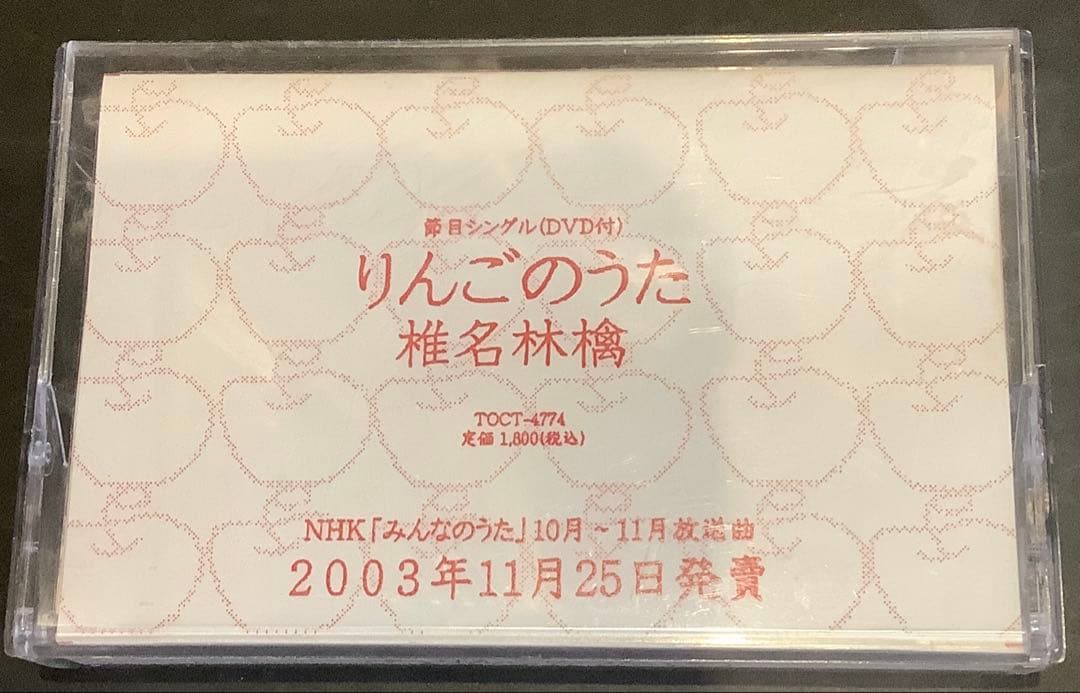 節目シングル(DVD付)
りんごのうた
椎名林檎
TOCT-4774
定価 1,800(税込)
NHK「みんなのうた」10月～11月放送曲
2003年11月25日発賣